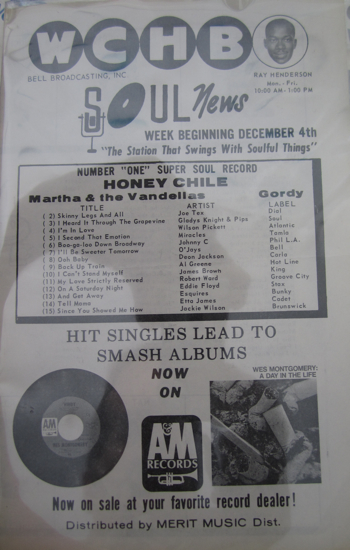 WCHB
BELL BROADCASTING, INC.
RAY HENDERSON
Mon. - Fri.
10:00 AM - 1:00 PM
SOUL News
WEEK BEGINNING DECEMBER 4th
"The Station That Swings With Soulful Things"
NUMBER "ONE" SUPER SOUL RECORD
HONEY CHILE
Martha & the Vandellas Gordy
TITLE ARTIST LABEL
( 2) Skinny Legs And All Joe Tex Dial
( 3) I Heard It Through The Grapevine Gladys Knight & Pips Soul
( 4) I'm In Love Wilson Pickett Atlantic
( 5) I Second That Emotion Miracles Tamla
( 6) Boo-ga-loo Down Broadway Johnny C Phil L.A.
( 7) I'll Be Sweeter Tomorrow O'Jays Bell
( 8) Ooh Baby Deon Jackson Carla
( 9) Back Up Train Al Greene Hot Line
(10) I Can't Stand Myself James Brown King
(11) My Love Strictly Reserved Robert Ward Groove City
(12) On A Saturday Night Eddie Floyd Stax
(13) And Get Away Esquires Bunky
(14) Tell Mama Etta James Cadet
(15) Since You Showed Me How Jackie Wilson Brunswick
HIT SINGLES LEAD TO
SMASH ALBUMS
NOW
ON
WES MONTGOMERY:
A DAY IN THE LIFE
A&M
RECORDS
Now on sale at your favorite record dealer!
Distributed by MERIT MUSIC Dist.